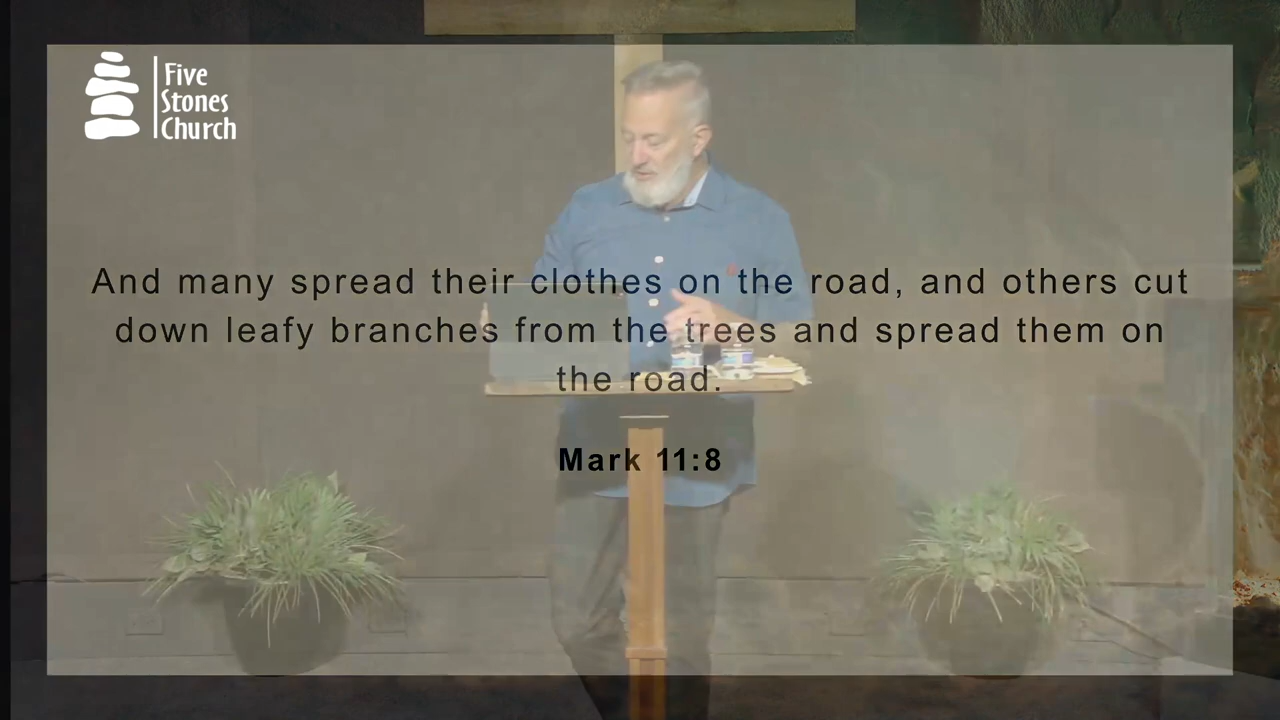 Five
Stones
Church
And many spread their clothes on the road, and others cut
down leafy branches from the trees and spread them on
the road.
Mark 11:8